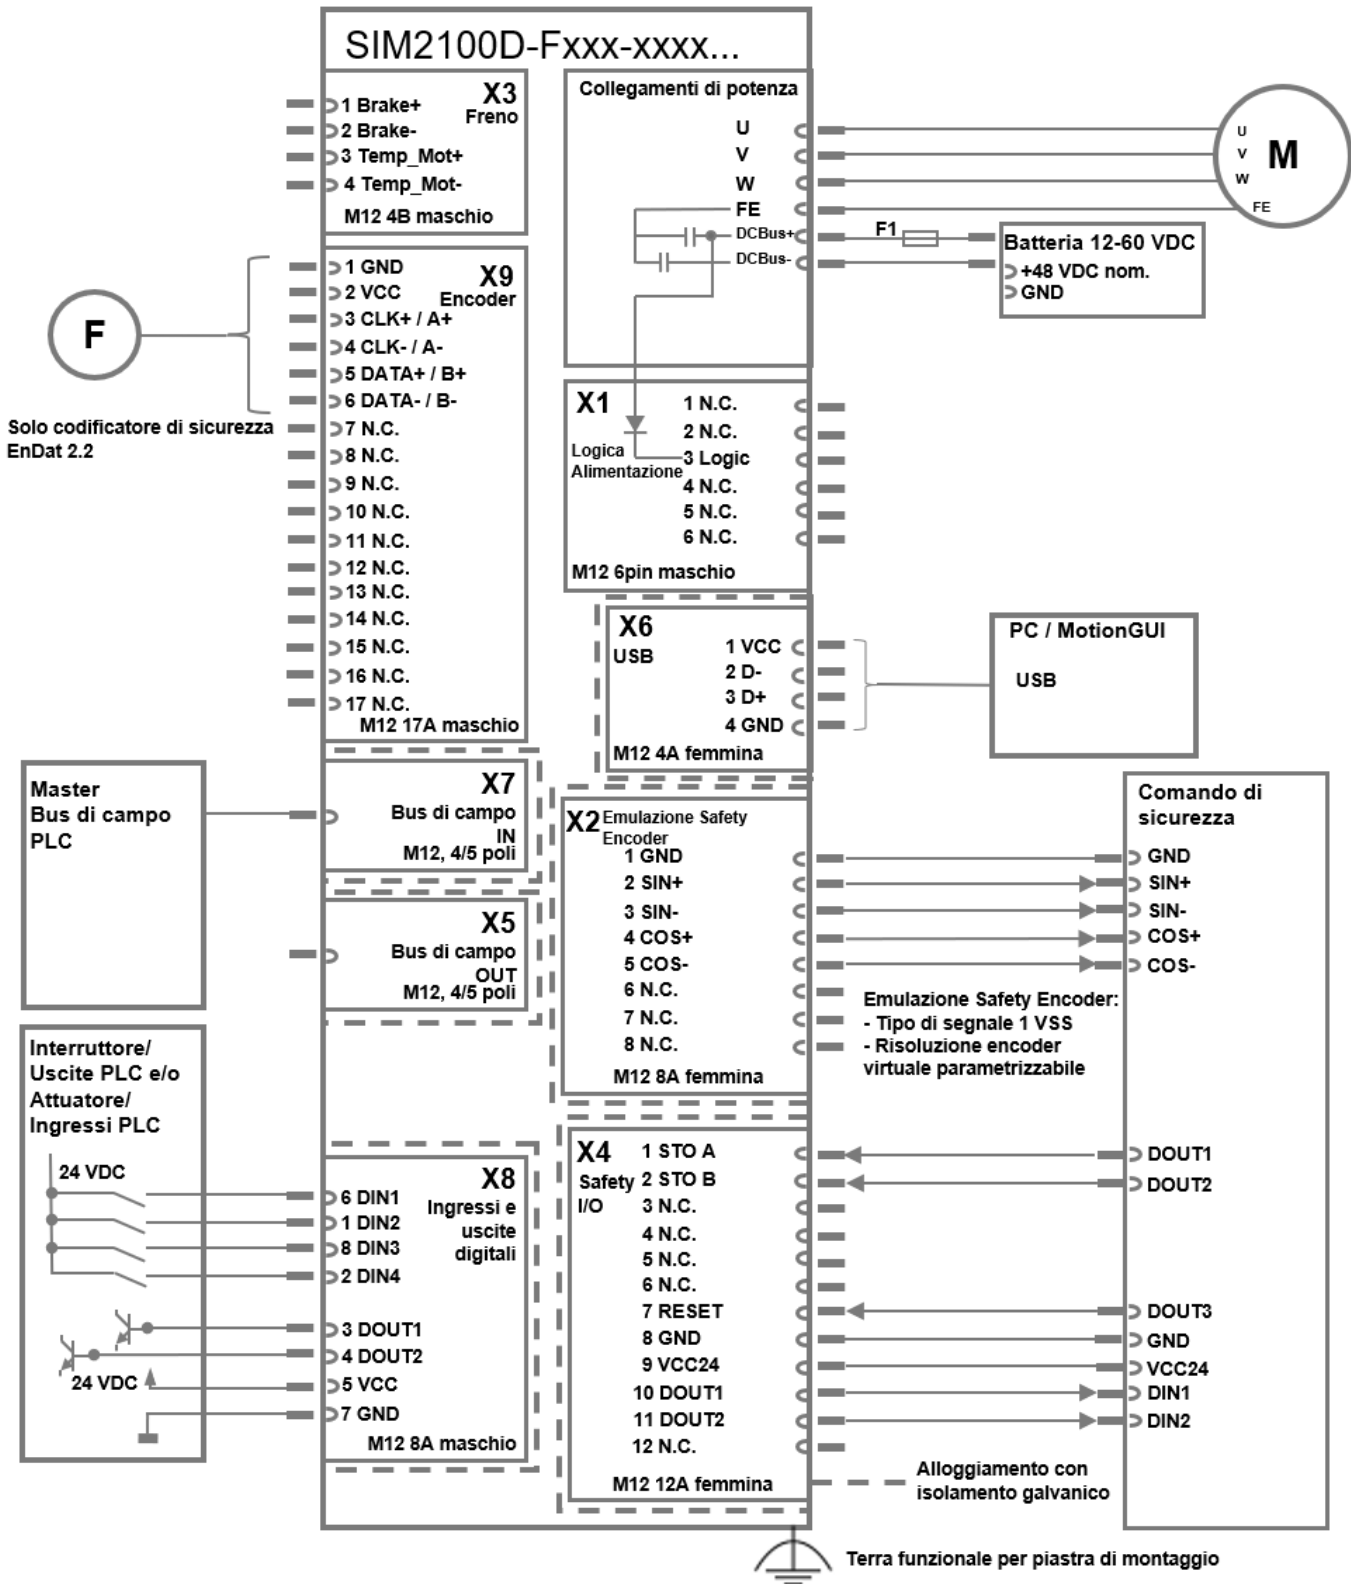 SIM2100D-Fxxx-xxxx...
X3
Freno
1 Brake+
2 Brake-
3 Temp_Mot+
4 Temp_Mot-
M12 4B maschio
X9
Encoder
1 GND
2 VCC
3 CLK+ / A+
4 CLK- / A-
5 DATA+ / B+
6 DATA- / B-
7 N.C.
8 N.C.
9 N.C.
10 N.C.
11 N.C.
12 N.C.
13 N.C.
14 N.C.
15 N.C.
16 N.C.
17 N.C.
M12 17A maschio
F
Solo codificatore di sicurezza
EnDat 2.2
Collegamenti di potenza
U
V
W
FE
DCBus+
DCBus-
U
V
W
FE
M
F1
Batteria 12-60 VDC
+48 VDC nom.
GND
X1
Logica
Alimentazione
1 N.C.
2 N.C.
3 Logic
4 N.C.
5 N.C.
6 N.C.
M12 6pin maschio
X6
USB
1 VCC
2 D-
3 D+
4 GND
M12 4A femmina
PC / MotionGUI
USB
Master
Bus di campo
PLC
X7
Bus di campo
IN
M12, 4/5 poli
X5
Bus di campo
OUT
M12, 4/5 poli
X2 Emulazione Safety
Encoder
1 GND
2 SIN+
3 SIN-
4 COS+
5 COS-
6 N.C.
7 N.C.
8 N.C.
M12 8A femmina
Comando di
sicurezza
GND
SIN+
SIN-
COS+
COS-
Emulazione Safety Encoder:
- Tipo di segnale 1 VSS
- Risoluzione encoder
virtuale parametrizzabile
Interruttore/
Uscite PLC e/o
Attuatore/
Ingressi PLC
24 VDC
24 VDC
X8
Ingressi e
uscite
digitali
6 DIN1
1 DIN2
8 DIN3
2 DIN4
3 DOUT1
4 DOUT2
5 VCC
7 GND
M12 8A maschio
X4
Safety
I/O
1 STO A
2 STO B
3 N.C.
4 N.C.
5 N.C.
6 N.C.
7 RESET
8 GND
9 VCC24
10 DOUT1
11 DOUT2
12 N.C.
M12 12A femmina
DOUT1
DOUT2
DOUT3
GND
VCC24
DIN1
DIN2
Alloggiamento con
isolamento galvanico
Terra funzionale per piastra di montaggio